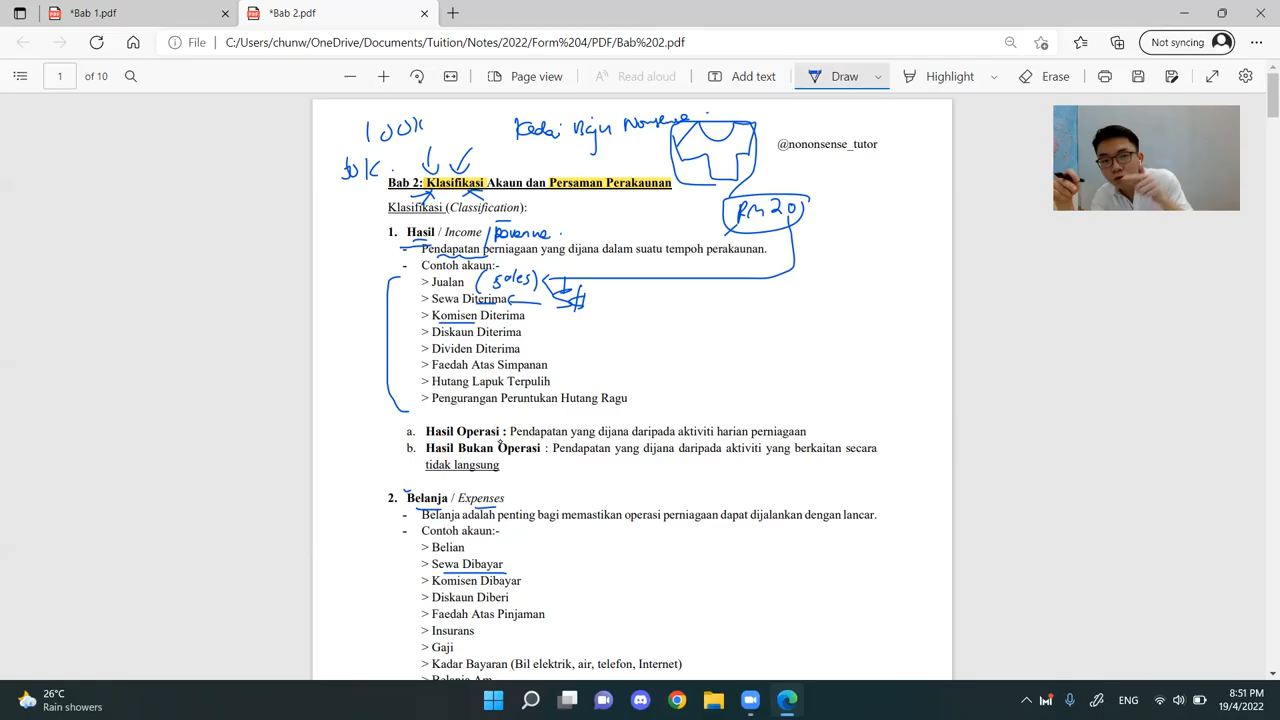 *Bab 1.pdf
*Bab 2.pdf
File
C:/Users/chunw/OneDrive/Documents/Tuition/Notes/2022/Form%204/PDF/Bab%202.pdf
Not syncing
1
of 10
Page view
Read aloud
Add text
Draw
Highlight
Erase
100K
Kedai Baju Nonsense
50K
@nononsense_tutor
Bab 2: Klasifikasi Akaun dan Persaman Perakaunan
Klasifikasi (Classification):
RM 20
1. Hasil / Income / Revenue
- Pendapatan perniagaan yang dijana dalam suatu tempoh perakaunan.
- Contoh akaun:-
> Jualan (sales)
> Sewa Diterima
> Komisen Diterima
> Diskaun Diterima
> Dividen Diterima
> Faedah Atas Simpanan
> Hutang Lapuk Terpulih
> Pengurangan Peruntukan Hutang Ragu
a. Hasil Operasi : Pendapatan yang dijana daripada aktiviti harian perniagaan
b. Hasil Bukan Operasi : Pendapatan yang dijana daripada aktiviti yang berkaitan secara
tidak langsung
2. Belanja / Expenses
- Belanja adalah penting bagi memastikan operasi perniagaan dapat dijalankan dengan lancar.
- Contoh akaun:-
> Belian
> Sewa Dibayar
> Komisen Dibayar
> Diskaun Diberi
> Faedah Atas Pinjaman
> Insurans
> Gaji
> Kadar Bayaran (Bil elektrik, air, telefon, Internet)
> Belanja Am
26°C
Rain showers
ENG
8:51 PM
19/4/2022